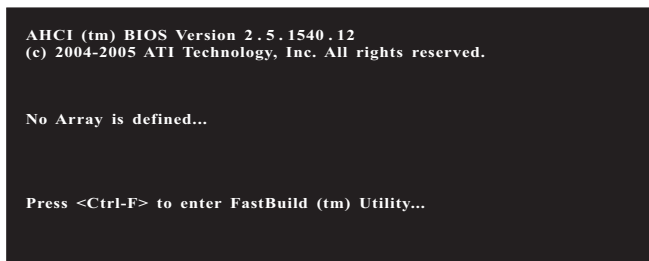 AHCI (tm) BIOS Version 2 . 5 . 1540 . 12
(c) 2004-2005 ATI Technology, Inc. All rights reserved.
No Array is defined...
Press <Ctrl-F> to enter FastBuild (tm) Utility...